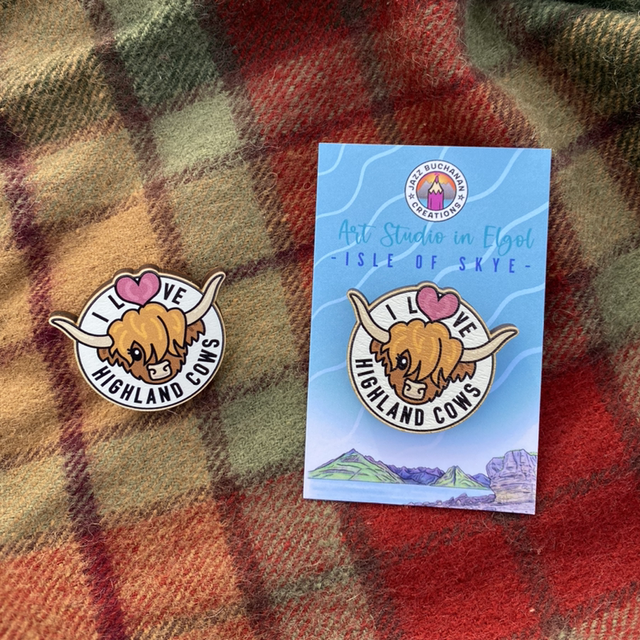 I LOVE
HIGHLAND COWS
JAZZ BUCHANAN
CREATIONS
Art Studio in Elgol
-ISLE OF SKYE-
I LOVE
HIGHLAND COWS